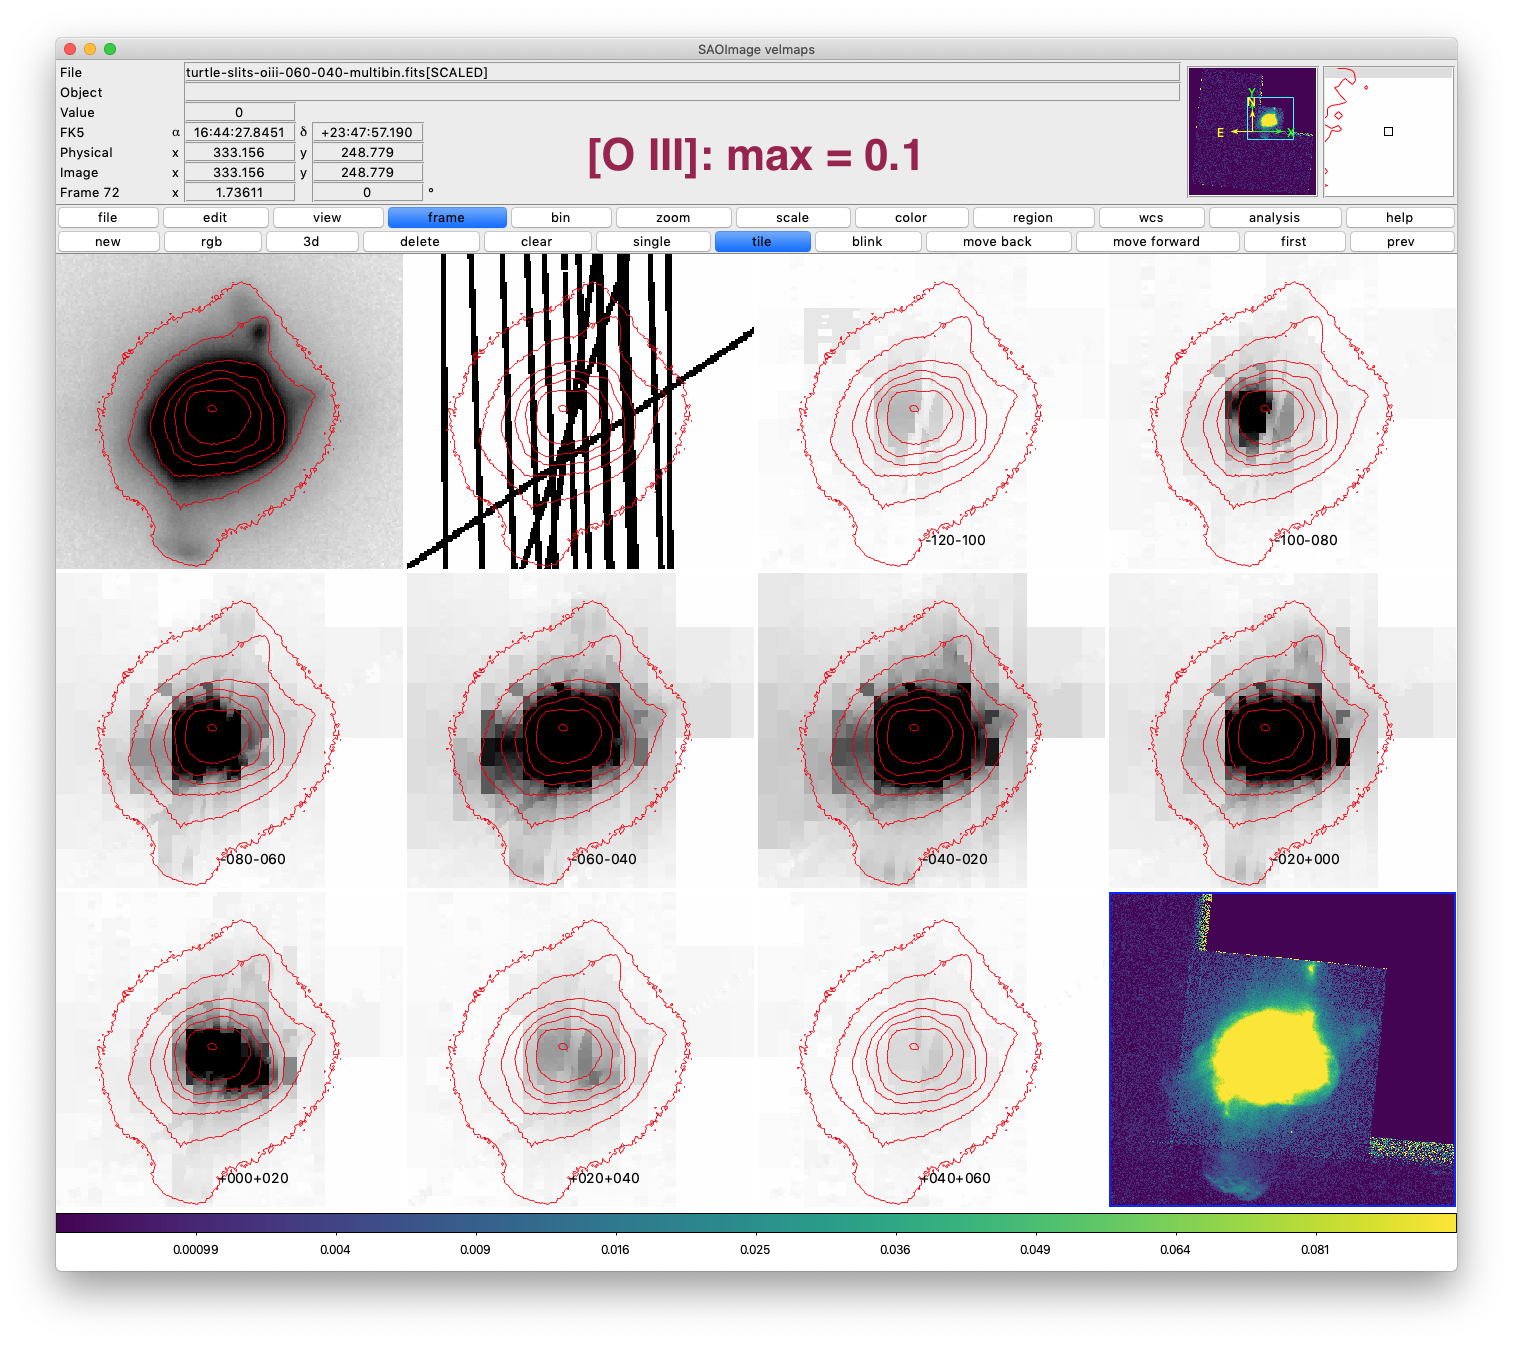 SAOImage velmaps
File turtle-slits-oiii-060-040-multibin.fits[SCALED]
Object
Value 0
FK5 α 16:44:27.8451 δ +23:47:57.190
Physical x 333.156 y 248.779
Image x 333.156 y 248.779
Frame 72 x 1.73611 0 °
[O III]: max = 0.1
Y
N
E
X
file edit view frame bin zoom scale color region wcs analysis help
new rgb 3d delete clear single tile blink move back move forward first prev
-120-100
-100-080
-080-060
-060-040
-040-020
-020+000
+000+020
+020+040
+040+060
0.00099 0.004 0.009 0.016 0.025 0.036 0.049 0.064 0.081